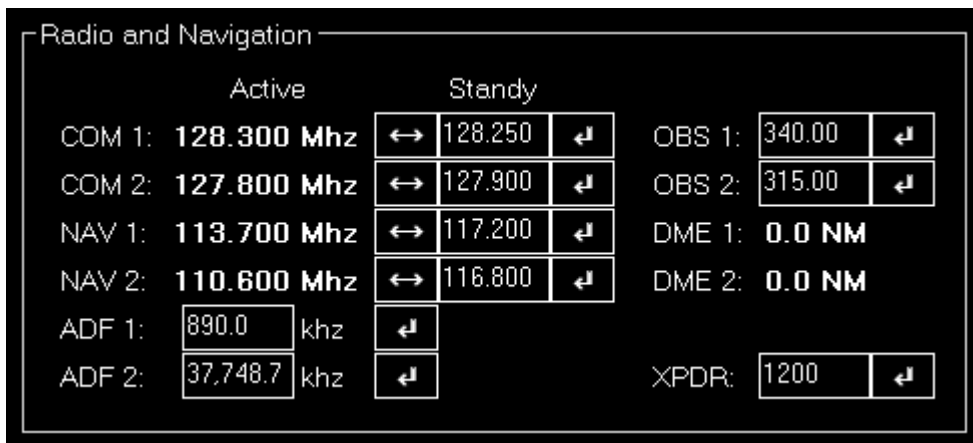 Radio and Navigation
Active Standy
COM 1: 128.300 Mhz 128.250 OBS 1: 340.00
COM 2: 127.800 Mhz 127.900 OBS 2: 315.00
NAV 1: 113.700 Mhz 117.200 DME 1: 0.0 NM
NAV 2: 110.600 Mhz 116.800 DME 2: 0.0 NM
ADF 1: 890.0 khz
ADF 2: 37,748.7 khz XPDR: 1200